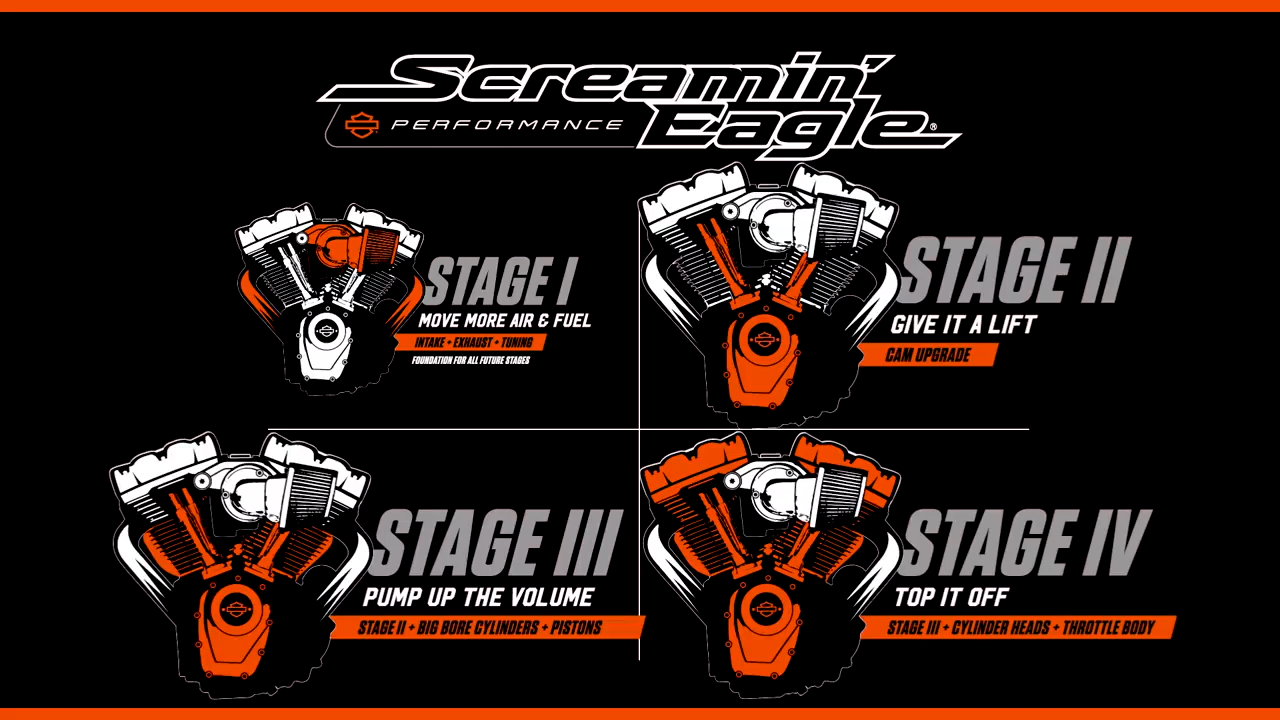 Screamin'
PERFORMANCE
Eagle®
STAGE I
MOVE MORE AIR & FUEL
INTAKE + EXHAUST + TUNING
FOUNDATION FOR ALL FUTURE STAGES
STAGE II
GIVE IT A LIFT
CAM UPGRADE
STAGE III
PUMP UP THE VOLUME
STAGE II + BIG BORE CYLINDERS + PISTONS
STAGE IV
TOP IT OFF
STAGE III + CYLINDER HEADS + THROTTLE BODY